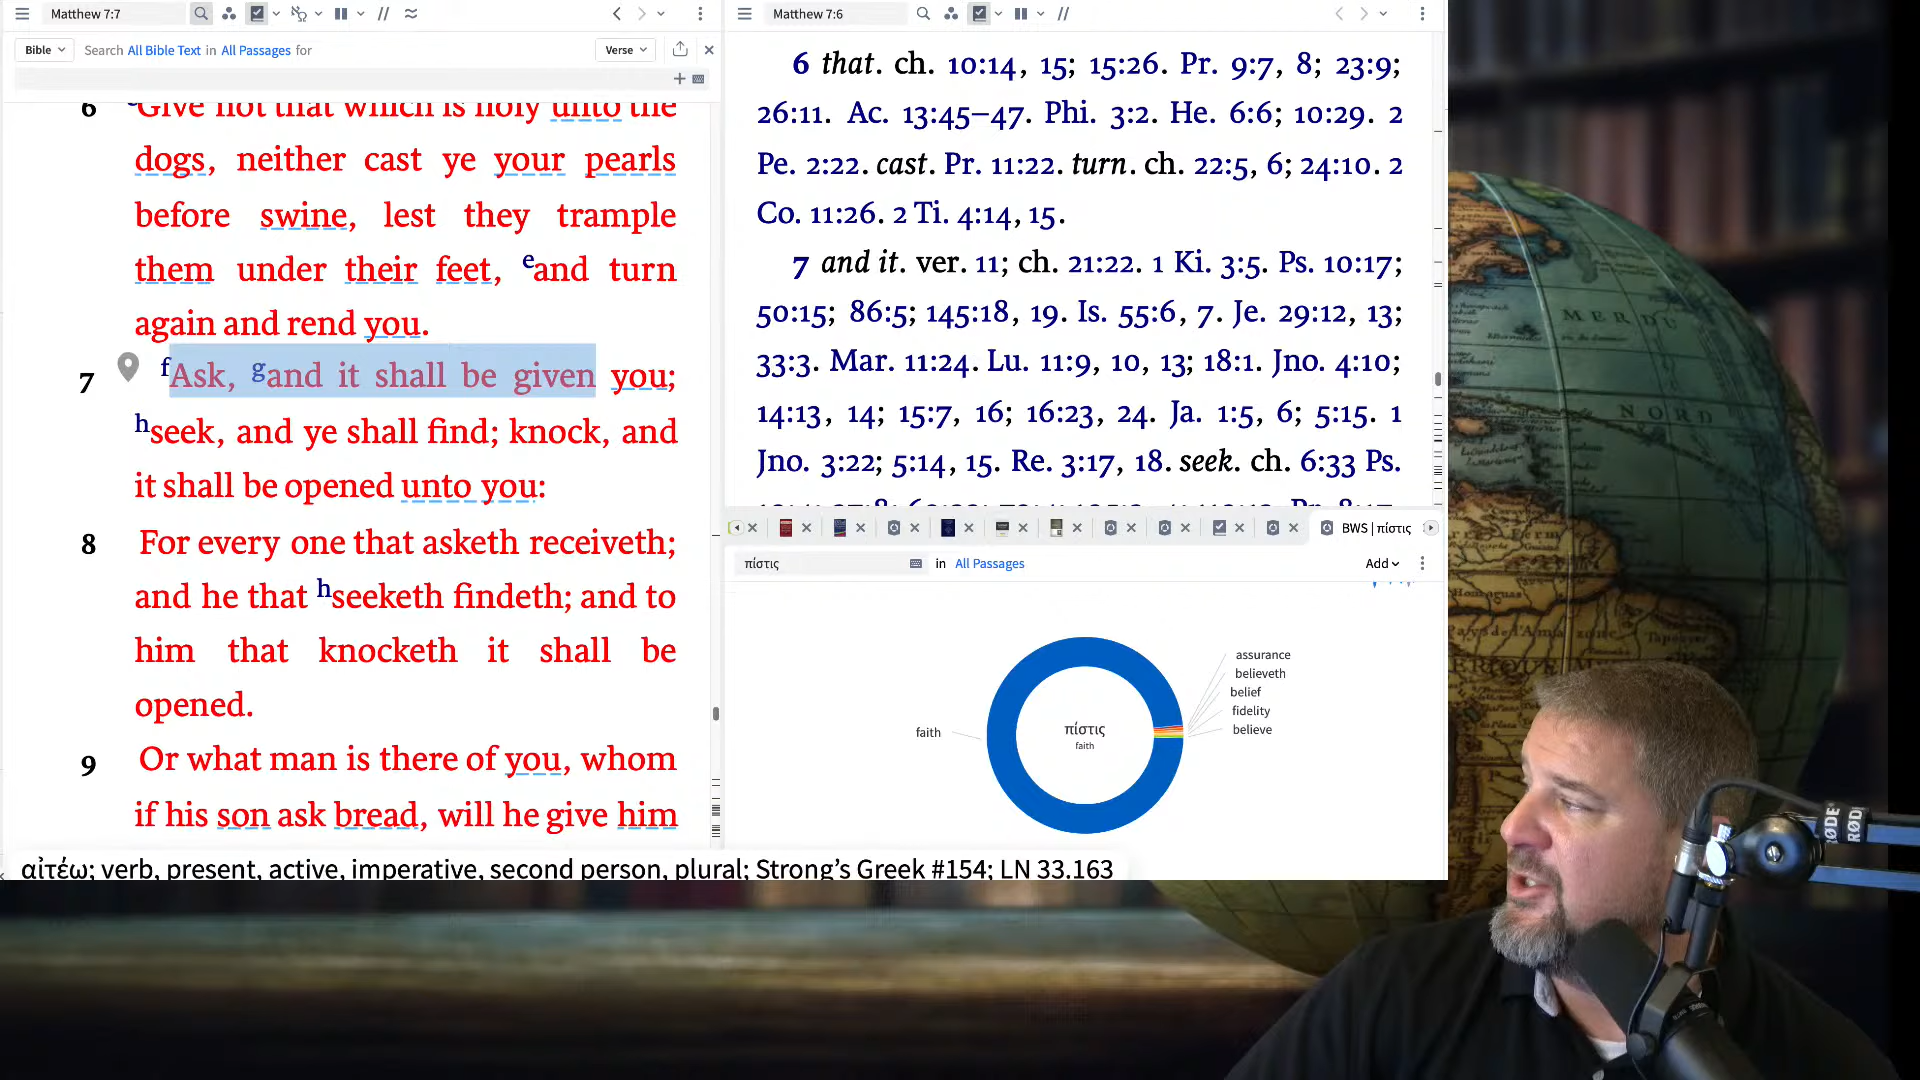 Matthew 7:7
Bible
Search All Bible Text in All Passages for
Verse
6 Give not that which is holy unto the
dogs, neither cast ye your pearls
before swine, lest they trample
them under their feet, eand turn
again and rend you.
7 fAsk, gand it shall be given you;
hseek, and ye shall find; knock, and
it shall be opened unto you:
8 For every one that asketh receiveth;
and he that hseeketh findeth; and to
him that knocketh it shall be
opened.
9 Or what man is there of you, whom
if his son ask bread, will he give him
αἰτέω; verb, present, active, imperative, second person, plural; Strong’s Greek #154; LN 33.163
Matthew 7:6
6 that. ch. 10:14, 15; 15:26. Pr. 9:7, 8; 23:9;
26:11. Ac. 13:45–47. Phi. 3:2. He. 6:6; 10:29. 2
Pe. 2:22. cast. Pr. 11:22. turn. ch. 22:5, 6; 24:10. 2
Co. 11:26. 2 Ti. 4:14, 15.
7 and it. ver. 11; ch. 21:22. 1 Ki. 3:5. Ps. 10:17;
50:15; 86:5; 145:18, 19. Is. 55:6, 7. Je. 29:12, 13;
33:3. Mar. 11:24. Lu. 11:9, 10, 13; 18:1. Jno. 4:10;
14:13, 14; 15:7, 16; 16:23, 24. Ja. 1:5, 6; 5:15. 1
Jno. 3:22; 5:14, 15. Re. 3:17, 18. seek. ch. 6:33 Ps.
BWS | πίστις
πίστις in All Passages Add
faith
πίστις
faith
assurance
believeth
belief
fidelity
believe
MERDU
NORD
RØDE
RØDE